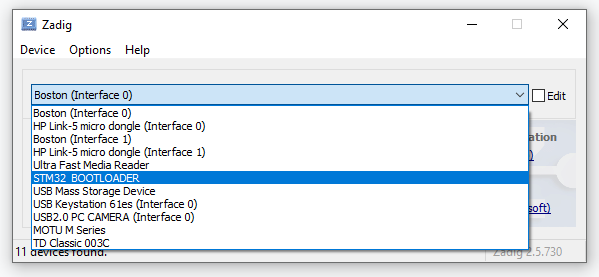 Zadig
Device Options Help
Boston (Interface 0)
Edit
Boston (Interface 0)
HP Link-5 micro dongle (Interface 0)
Boston (Interface 1)
HP Link-5 micro dongle (Interface 1)
Ultra Fast Media Reader
STM32 BOOTLOADER
USB Mass Storage Device
USB Keystation 61es (Interface 0)
USB2.0 PC CAMERA (Interface 0)
MOTU M Series
TD Classic 003C
ation
)
soft)
11 devices found.
Zadig 2.5.730